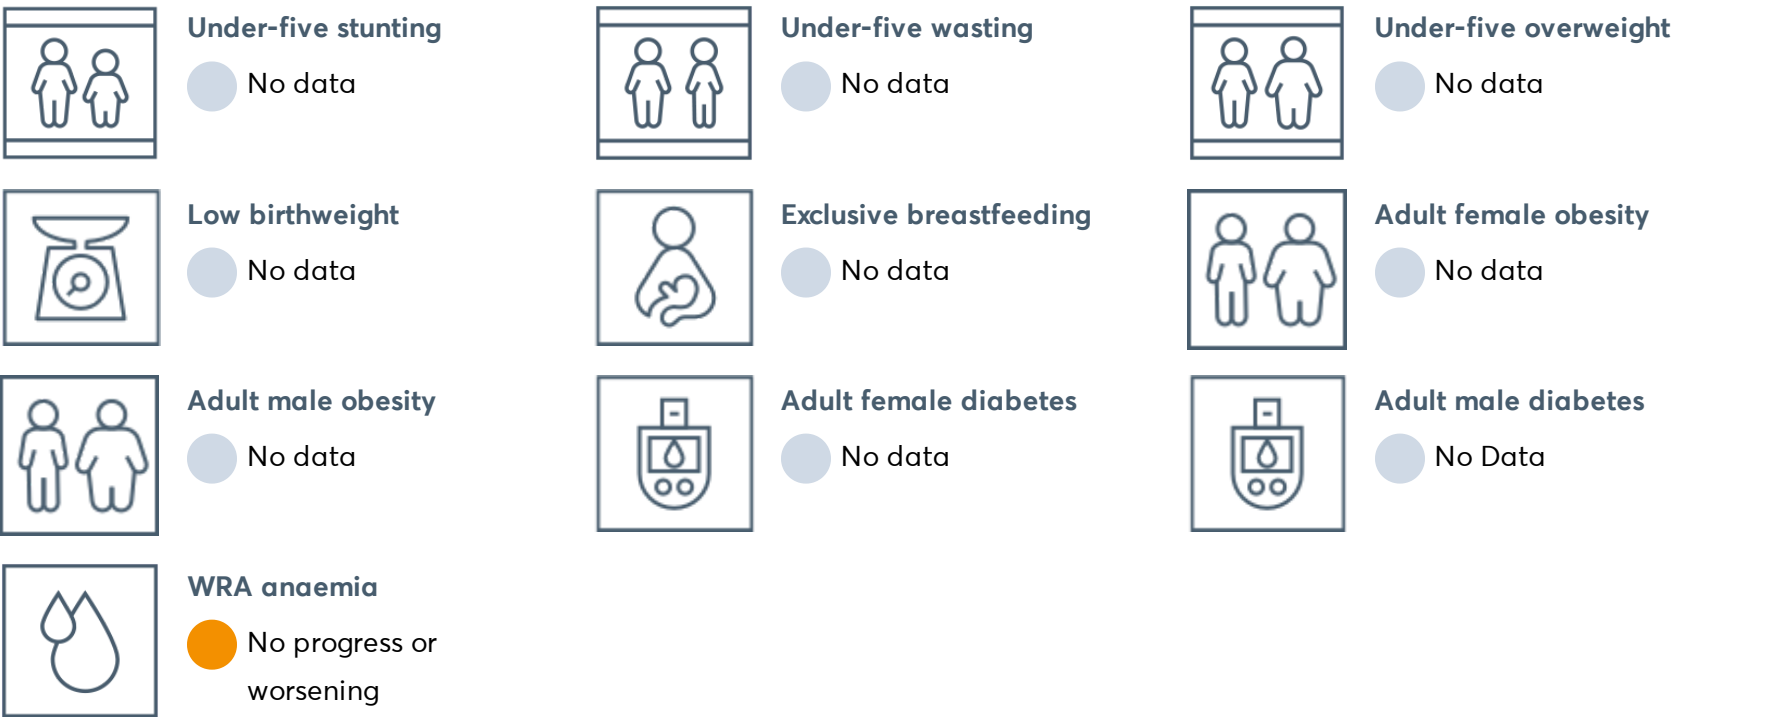 Under-five stunting
No data
Under-five wasting
No data
Under-five overweight
No data
Low birthweight
No data
Exclusive breastfeeding
No data
Adult female obesity
No data
Adult male obesity
No data
Adult female diabetes
No data
Adult male diabetes
No Data
WRA anaemia
No progress or
worsening